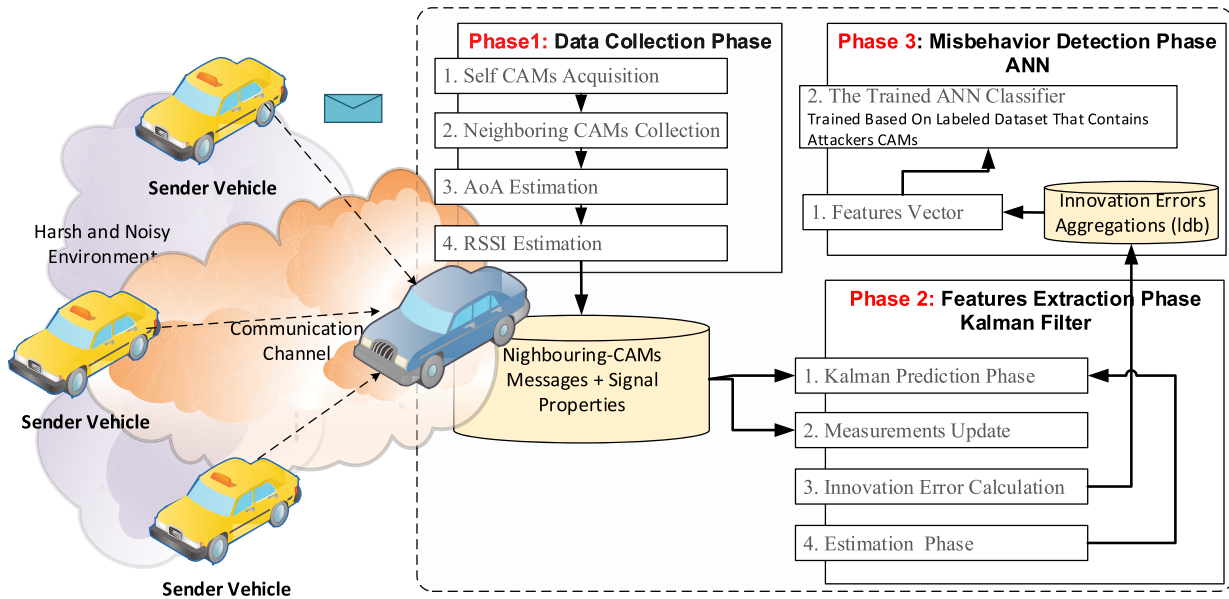 Sender Vehicle
Harsh and Noisy
Environment
Communication
Channel
Sender Vehicle
Sender Vehicle
Phase1: Data Collection Phase
1. Self CAMs Acquisition
2. Neighboring CAMs Collection
3. AoA Estimation
4. RSSI Estimation
Nighbouring-CAMs
Messages + Signal
Properties
Phase 3: Misbehavior Detection Phase
ANN
2. The Trained ANN Classifier
Trained Based On Labeled Dataset That Contains
Attackers CAMs
1. Features Vector
Innovation Errors
Aggregations (ldb)
Phase 2: Features Extraction Phase
Kalman Filter
1. Kalman Prediction Phase
2. Measurements Update
3. Innovation Error Calculation
4. Estimation Phase